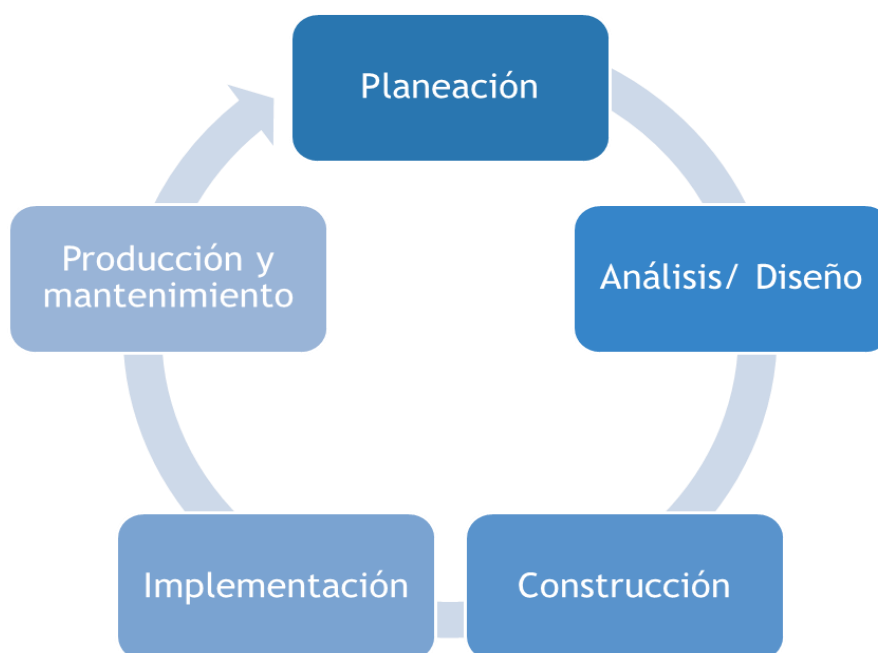 Planeación
Análisis/ Diseño
Construcción
Implementación
Producción y
mantenimiento